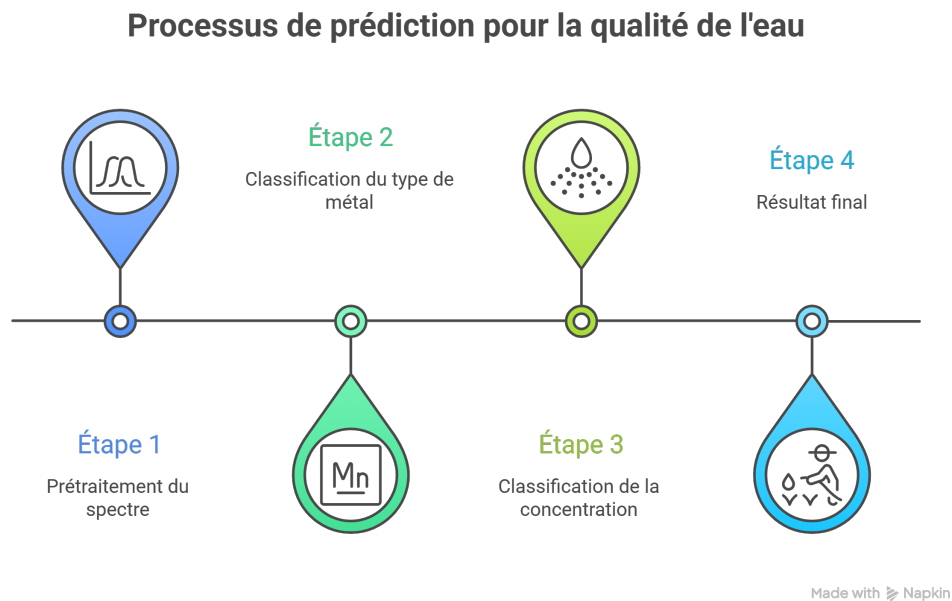 Processus de prédiction pour la qualité de l'eau
Étape 1
Prétraitement du
spectre
Étape 2
Classification du type de
métal
Mn
Étape 3
Classification de la
concentration
Étape 4
Résultat final
Made with Napkin